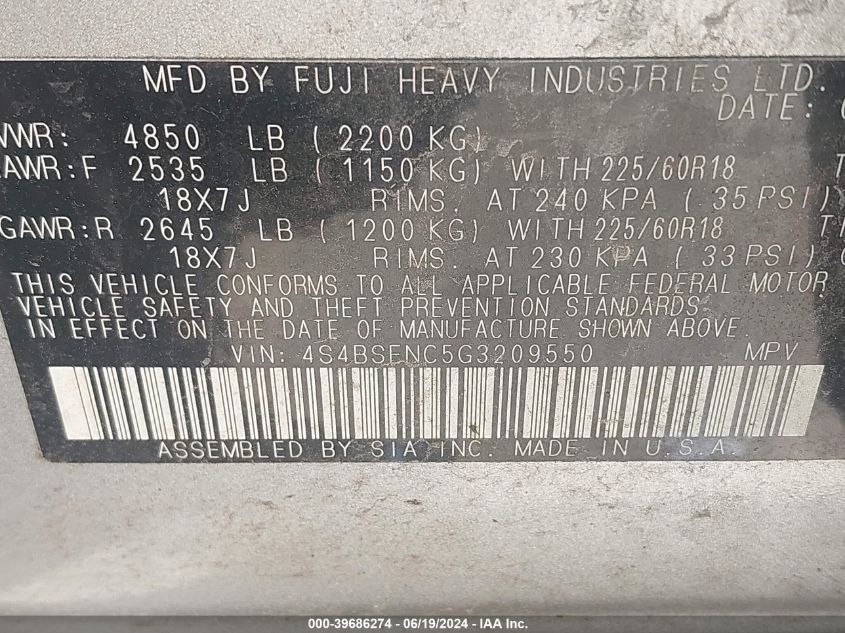 MFD BY FUJI HEAVY INDUSTRIES LTD.
DATE:
VWR: 4850 LB ( 2200 KG)
AWR:F 2535 LB ( 1150 KG) WITH 225/60R18 T
18X7J RIMS. AT 240 KPA ( 35 PSI)
GAWR:R 2645 LB ( 1200 KG) WITH 225/60R18 TI
18X7J RIMS. AT 230 KPA ( 33 PSI)
THIS VEHICLE CONFORMS TO ALL APPLICABLE FEDERAL MOTOR
VEHICLE SAFETY AND THEFT PREVENTION STANDARDS
IN EFFECT ON THE DATE OF MANUFACTURE SHOWN ABOVE.
VIN: 4S4BSENC5G3209550 MPV
ASSEMBLED BY SIA INC. MADE IN U.S.A.
000-39686274 - 06/19/2024 - IAAI.COM